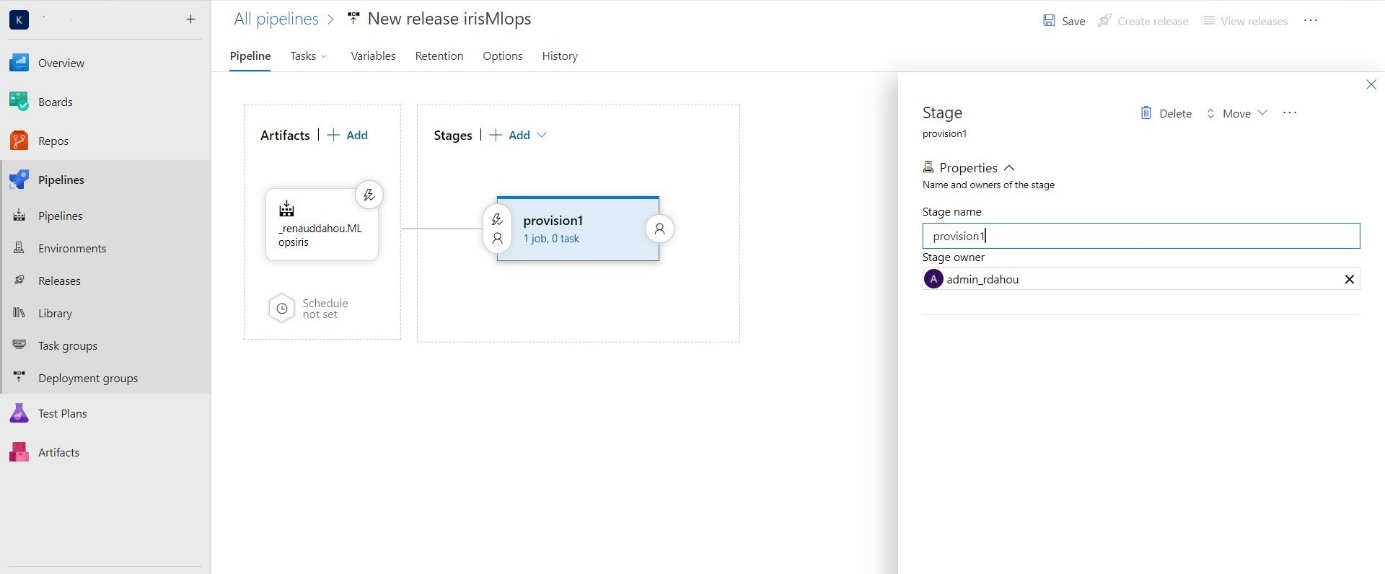 K
+
All pipelines > New release irisMlops
Save Create release View releases ...
Pipeline Tasks Variables Retention Options History
Overview
Boards
Repos
Pipelines
Pipelines
Environments
Releases
Library
Task groups
Deployment groups
Test Plans
Artifacts
Artifacts | + Add
_renauddahou.ML
opsiris
Schedule
not set
Stages | + Add
provision1
1 job, 0 task
Stage
Delete Move ...
provision1
Properties
Name and owners of the stage
Stage name
provision1
Stage owner
A admin_rdahou